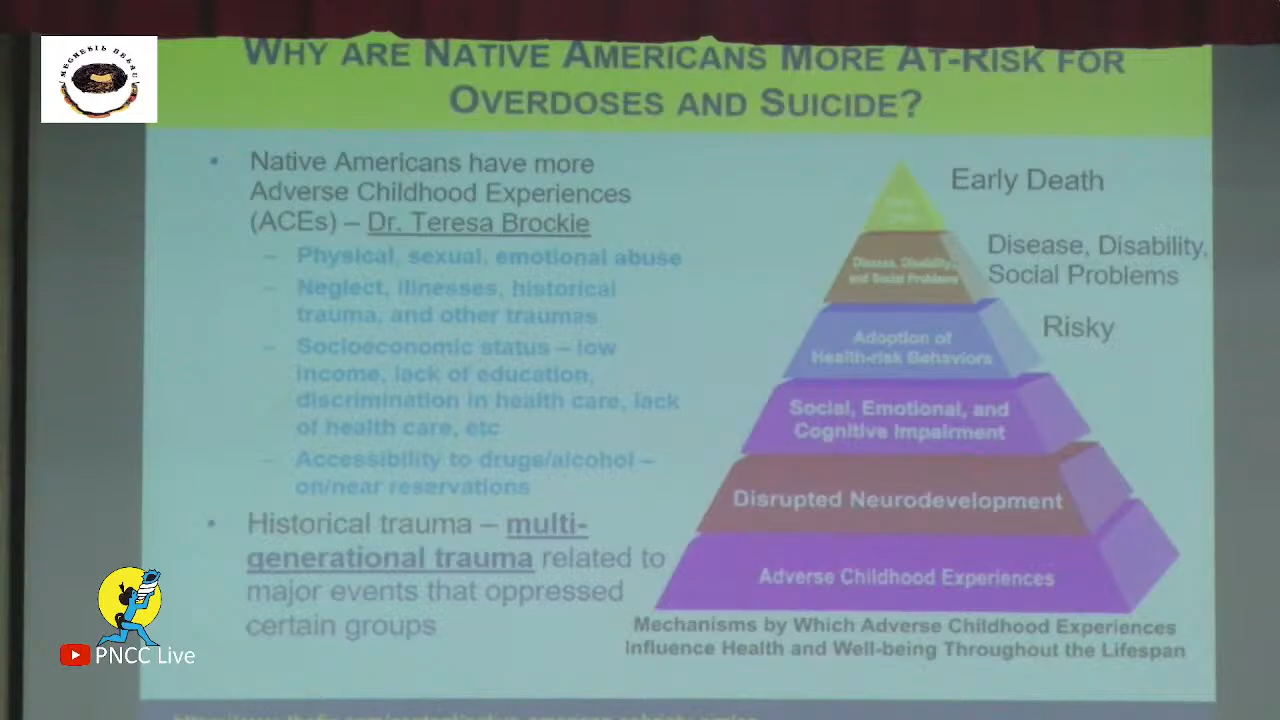 WHY ARE NATIVE AMERICANS MORE AT-RISK FOR
OVERDOSES AND SUICIDE?
• Native Americans have more
Adverse Childhood Experiences
(ACEs) – Dr. Teresa Brockie
– Physical, sexual, emotional abuse
– Neglect, illnesses, historical
trauma, and other traumas
– Socioeconomic status – low
income, lack of education,
discrimination in health care, lack
of health care, etc
– Accessibility to drugs/alcohol –
on/near reservations
• Historical trauma – multi-
generational trauma related to
major events that oppressed
certain groups
Early Death
Disease, Disability,
and Social Problems
Disease, Disability,
Social Problems
Adoption of
Health-risk Behaviors
Risky
Social, Emotional, and
Cognitive Impairment
Disrupted Neurodevelopment
Adverse Childhood Experiences
Mechanisms by Which Adverse Childhood Experiences
Influence Health and Well-being Throughout the Lifespan
PNCC Live